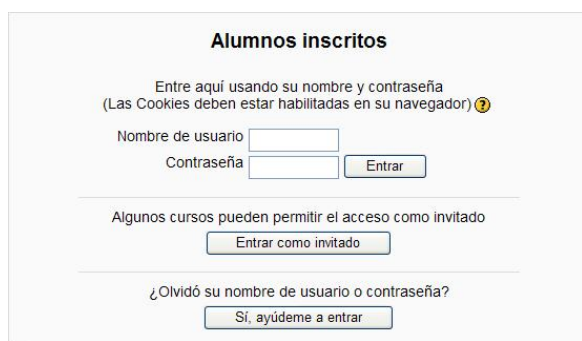 Alumnos inscritos
Entre aquí usando su nombre y contraseña
(Las Cookies deben estar habilitadas en su navegador) ?
Nombre de usuario
Contraseña Entrar
Algunos cursos pueden permitir el acceso como invitado
Entrar como invitado
¿Olvidó su nombre de usuario o contraseña?
Sí, ayúdeme a entrar